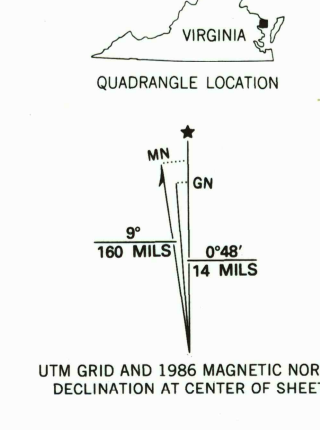 VIRGINIA
QUADRANGLE LOCATION
MN
GN
9°
160 MILS
0°48′
14 MILS
UTM GRID AND 1986 MAGNETIC NOR
DECLINATION AT CENTER OF SHEET